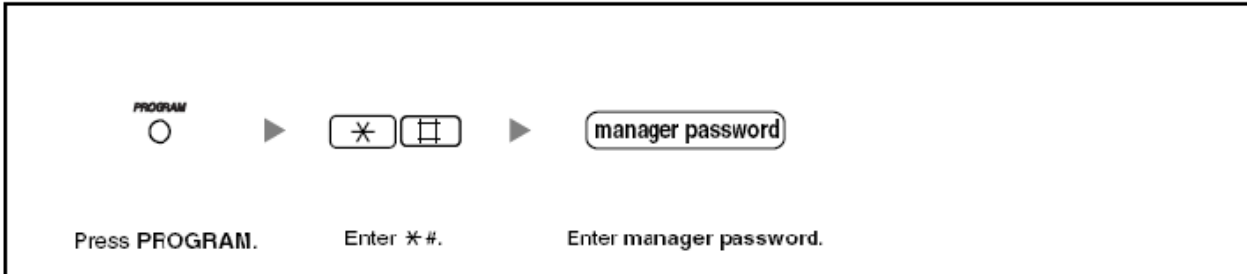 PROGRAM
* # manager password
Press PROGRAM. Enter *#. Enter manager password.